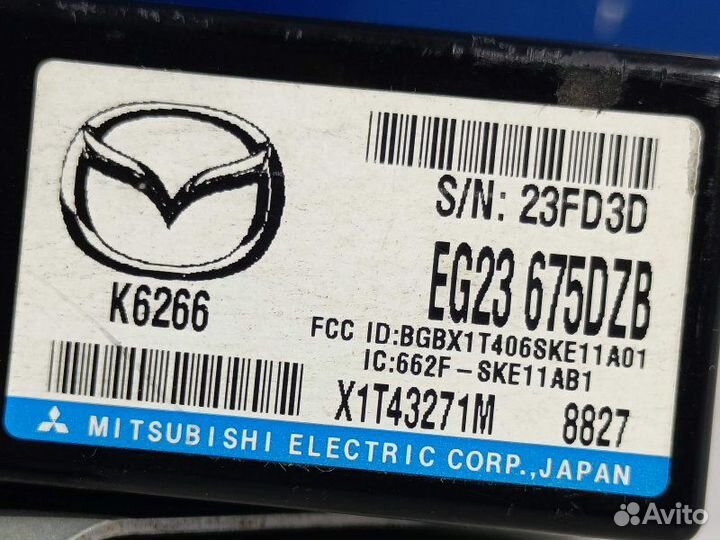 S/N: 23FD3D
EG23 675DZB
K6266
FCC ID:BGBX1T406SKE11A01
IC:662F-SKE11AB1
X1T43271M 8827
MITSUBISHI ELECTRIC CORP.,JAPAN
Avito